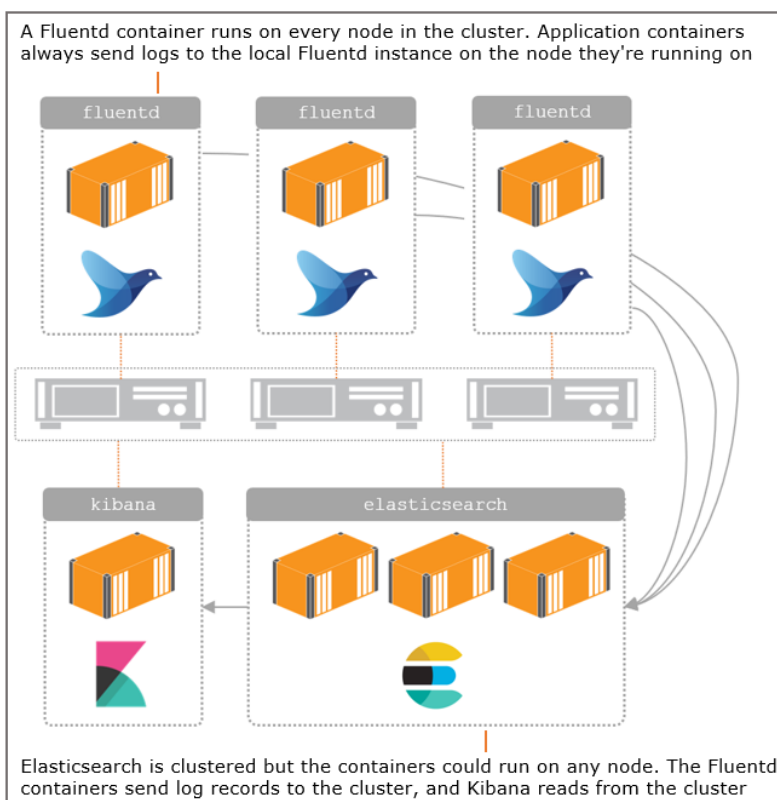 A Fluentd container runs on every node in the cluster. Application containers
always send logs to the local Fluentd instance on the node they're running on
fluentd
fluentd
fluentd
kibana
elasticsearch
Elasticsearch is clustered but the containers could run on any node. The Fluentd
containers send log records to the cluster, and Kibana reads from the cluster